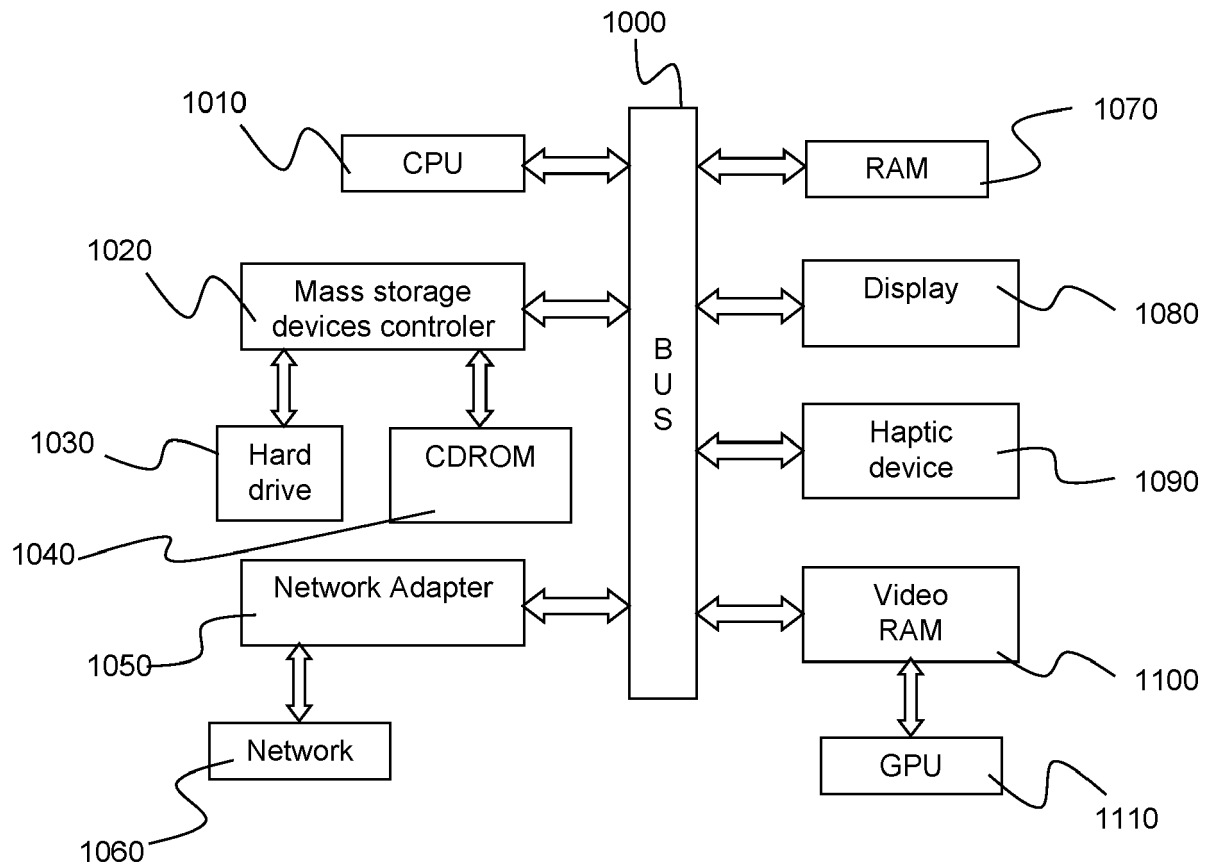 1000
1010
CPU
RAM
1070
1020
Mass storage
devices controler
Display
1080
B
U
S
1030
Hard
drive
CDROM
Haptic
device
1090
1040
Network Adapter
1050
Video
RAM
1100
Network
1060
GPU
1110